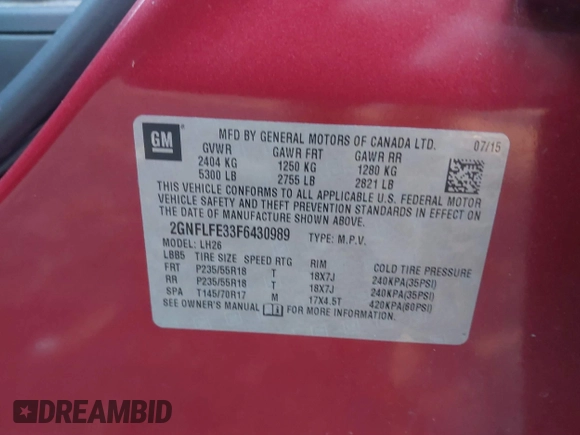 GM
MFD BY GENERAL MOTORS OF CANADA LTD. 07/15
GVWR GAWR FRT GAWR RR
2404 KG 1250 KG 1280 KG
5300 LB 2755 LB 2821 LB
THIS VEHICLE CONFORMS TO ALL APPLICABLE U.S. FEDERAL MOTOR
VEHICLE SAFETY AND THEFT PREVENTION STANDARDS IN EFFECT ON
THE DATE OF MANUFACTURE SHOWN ABOVE.
2GNFLFE33F6430989 TYPE: M.P.V.
MODEL: LH26
LBB5 TIRE SIZE SPEED RTG RIM COLD TIRE PRESSURE
FRT P235/55R18 T 18X7J 240KPA(35PSI)
RR P235/55R18 T 18X7J 240KPA(35PSI)
SPA T145/70R17 M 17X4.5T 420KPA(60PSI)
SEE OWNER'S MANUAL FOR MORE INFORMATION.
DREAMBID